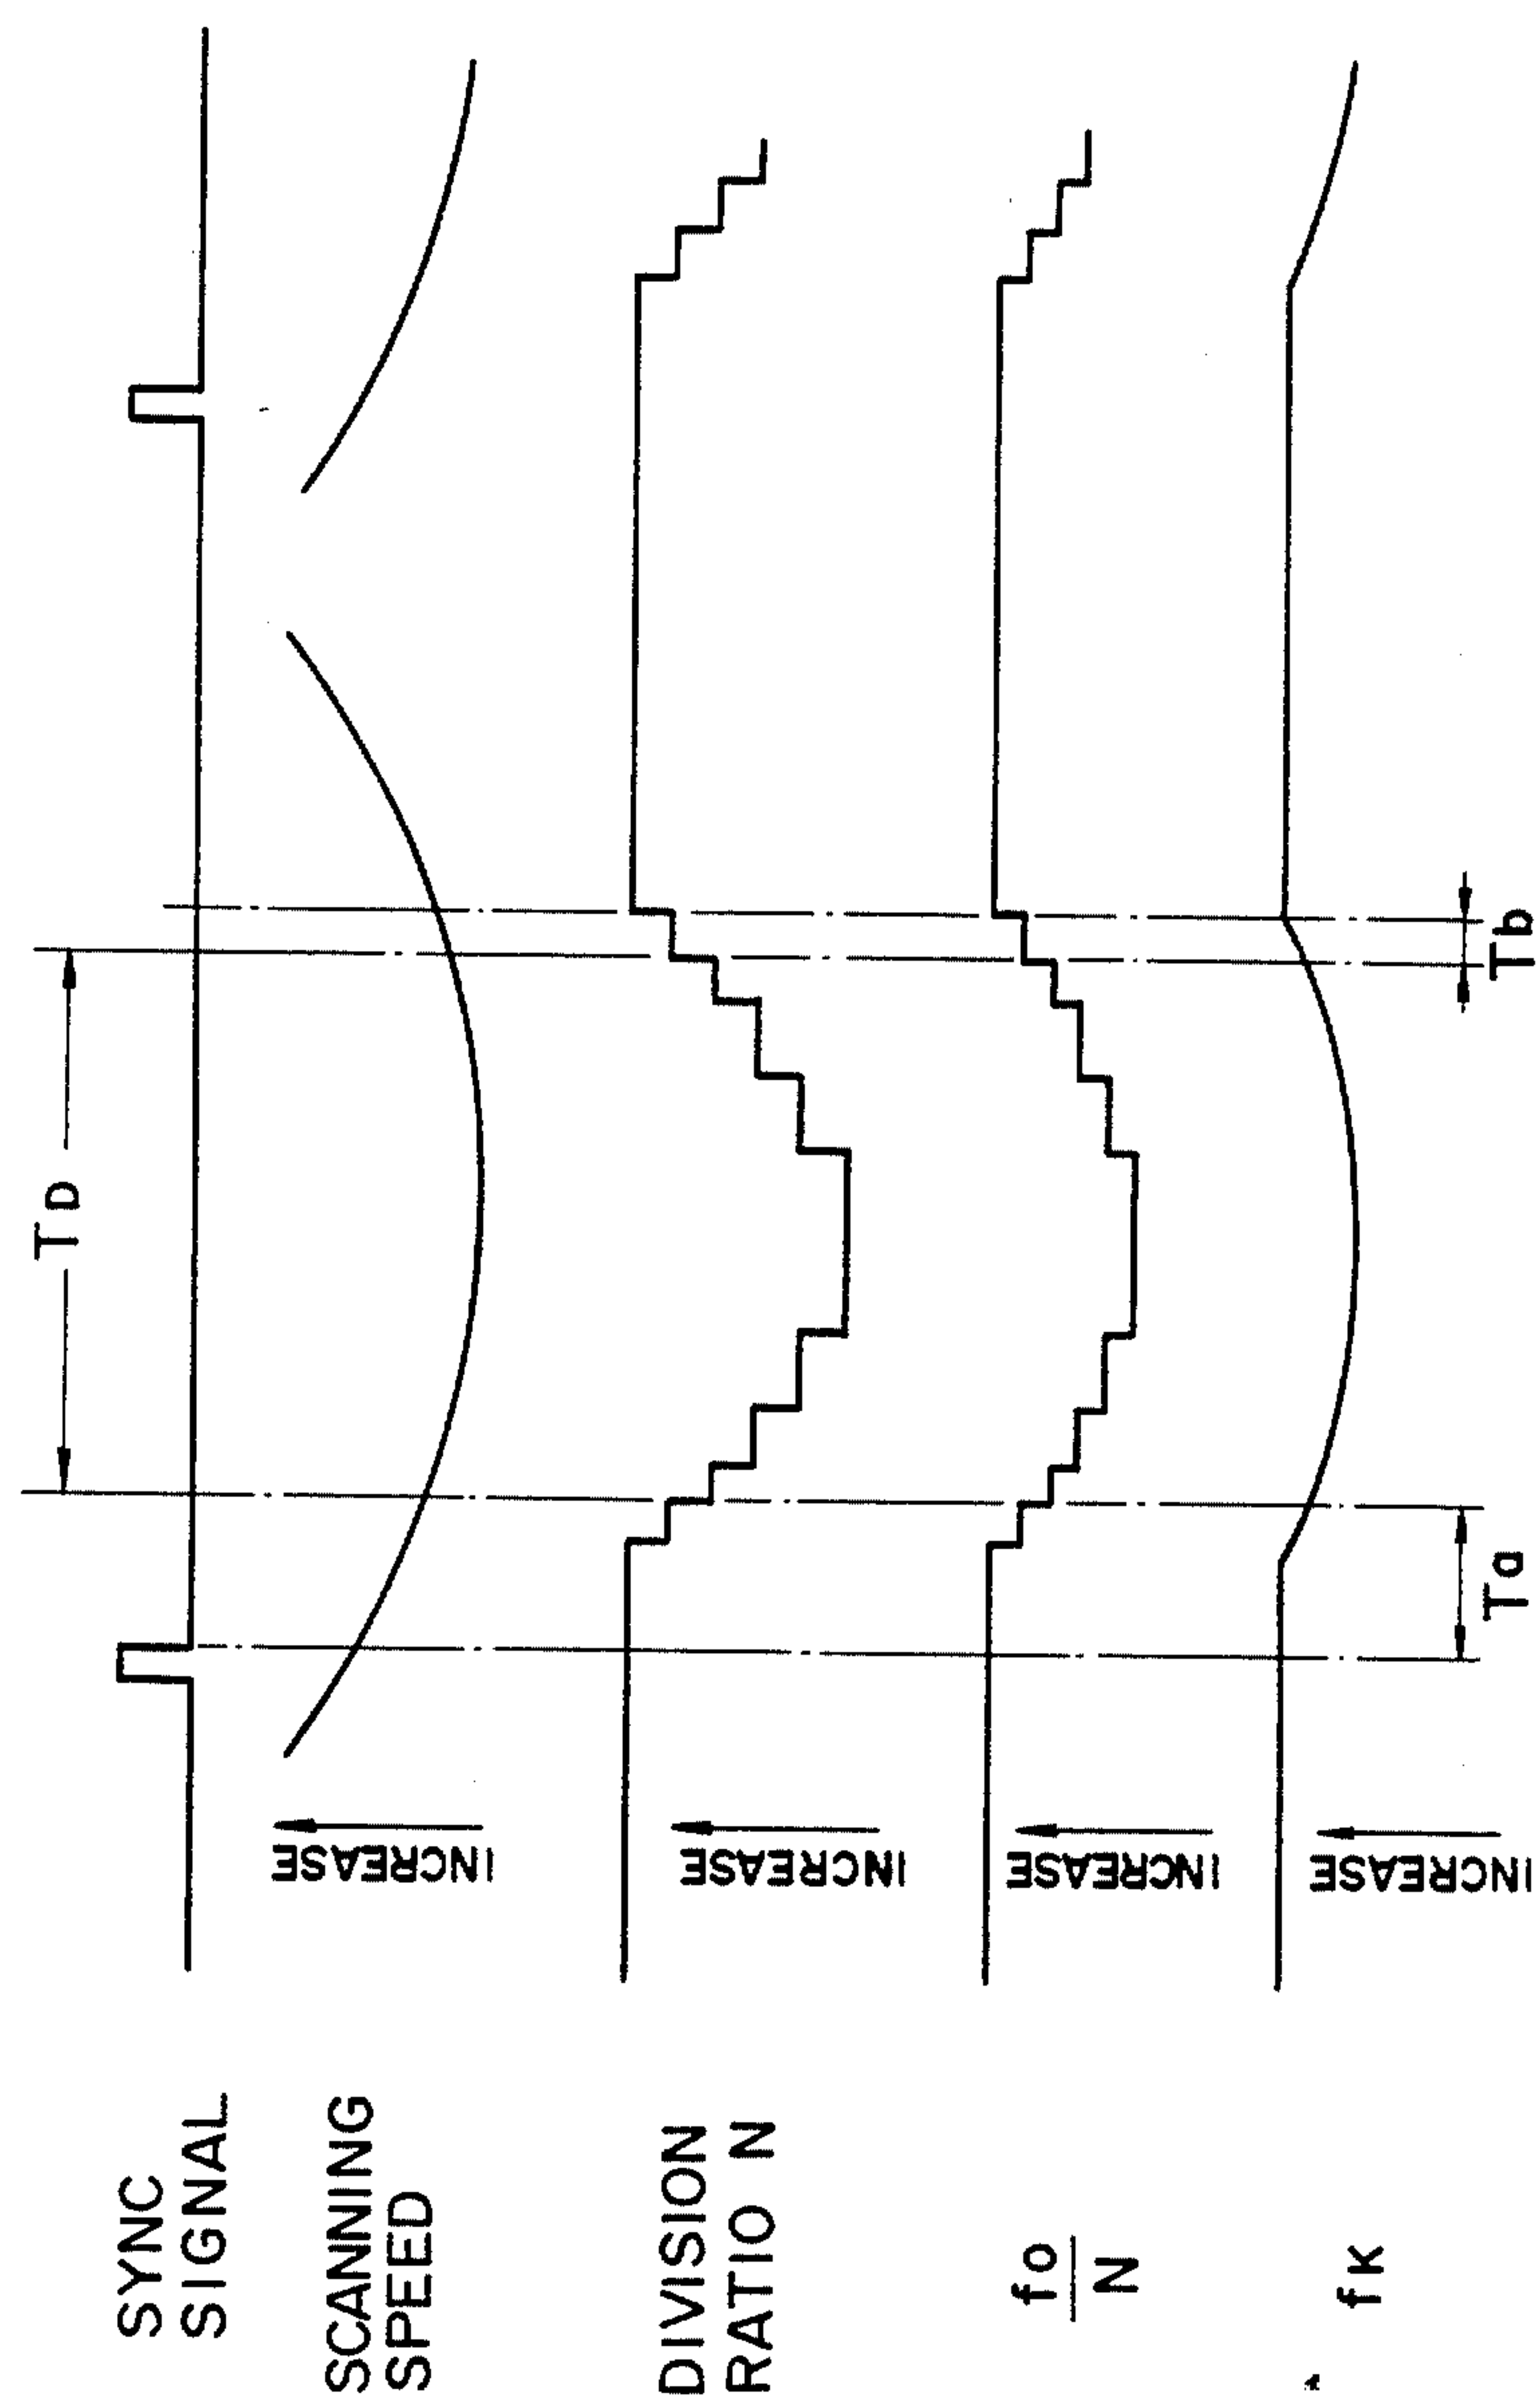 TD
SYNC
SIGNAL
SCANNING
SPEED
INCREASE
DIVISION
RATIO N
INCREASE
fo
N
INCREASE
fK
INCREASE
Ta
Tb